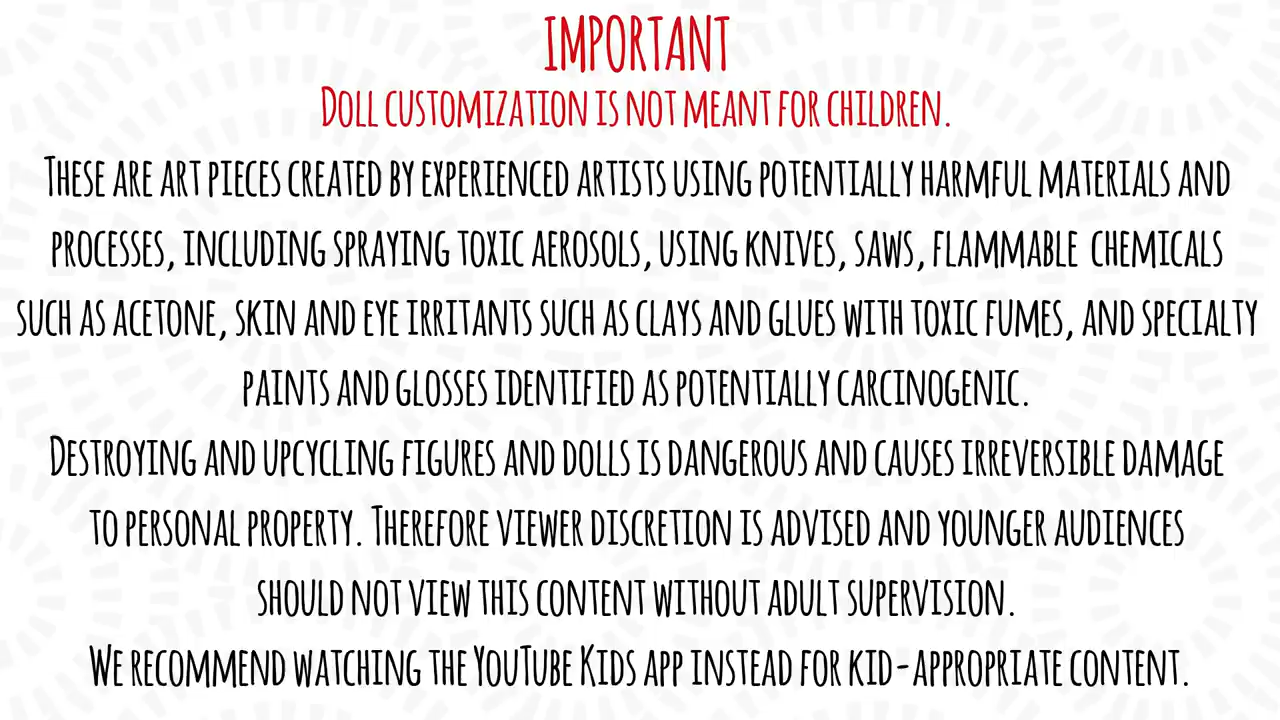 IMPORTANT
DOLL CUSTOMIZATION IS NOT MEANT FOR CHILDREN.
THESE ARE ART PIECES CREATED BY EXPERIENCED ARTISTS USING POTENTIALLY HARMFUL MATERIALS AND
PROCESSES, INCLUDING SPRAYING TOXIC AEROSOLS, USING KNIVES, SAWS, FLAMMABLE CHEMICALS
SUCH AS ACETONE, SKIN AND EYE IRRITANTS SUCH AS CLAYS AND GLUES WITH TOXIC FUMES, AND SPECIALTY
PAINTS AND GLOSSES IDENTIFIED AS POTENTIALLY CARCINOGENIC.
DESTROYING AND UPCYCLING FIGURES AND DOLLS IS DANGEROUS AND CAUSES IRREVERSIBLE DAMAGE
TO PERSONAL PROPERTY. THEREFORE VIEWER DISCRETION IS ADVISED AND YOUNGER AUDIENCES
SHOULD NOT VIEW THIS CONTENT WITHOUT ADULT SUPERVISION.
WE RECOMMEND WATCHING THE YOUTUBE KIDS APP INSTEAD FOR KID-APPROPRIATE CONTENT.